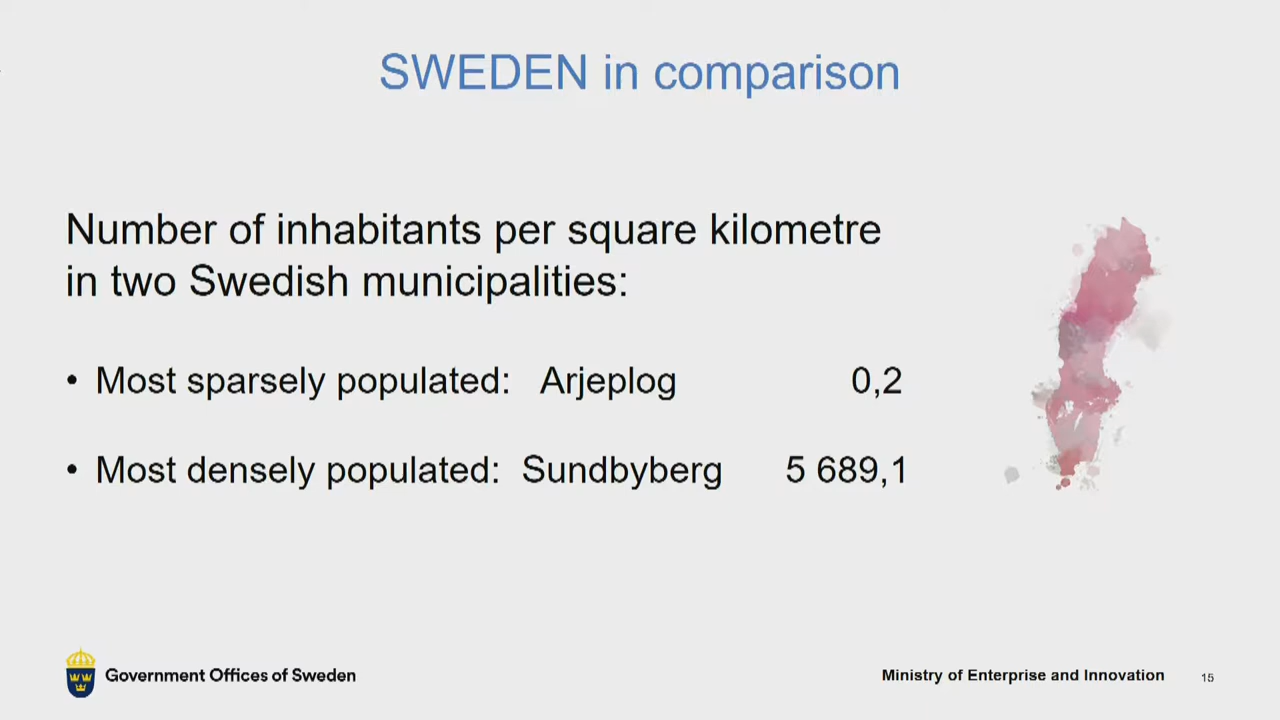 SWEDEN in comparison
Number of inhabitants per square kilometre
in two Swedish municipalities:
• Most sparsely populated: Arjeplog 0,2
• Most densely populated: Sundbyberg 5 689,1
Government Offices of Sweden
Ministry of Enterprise and Innovation 15